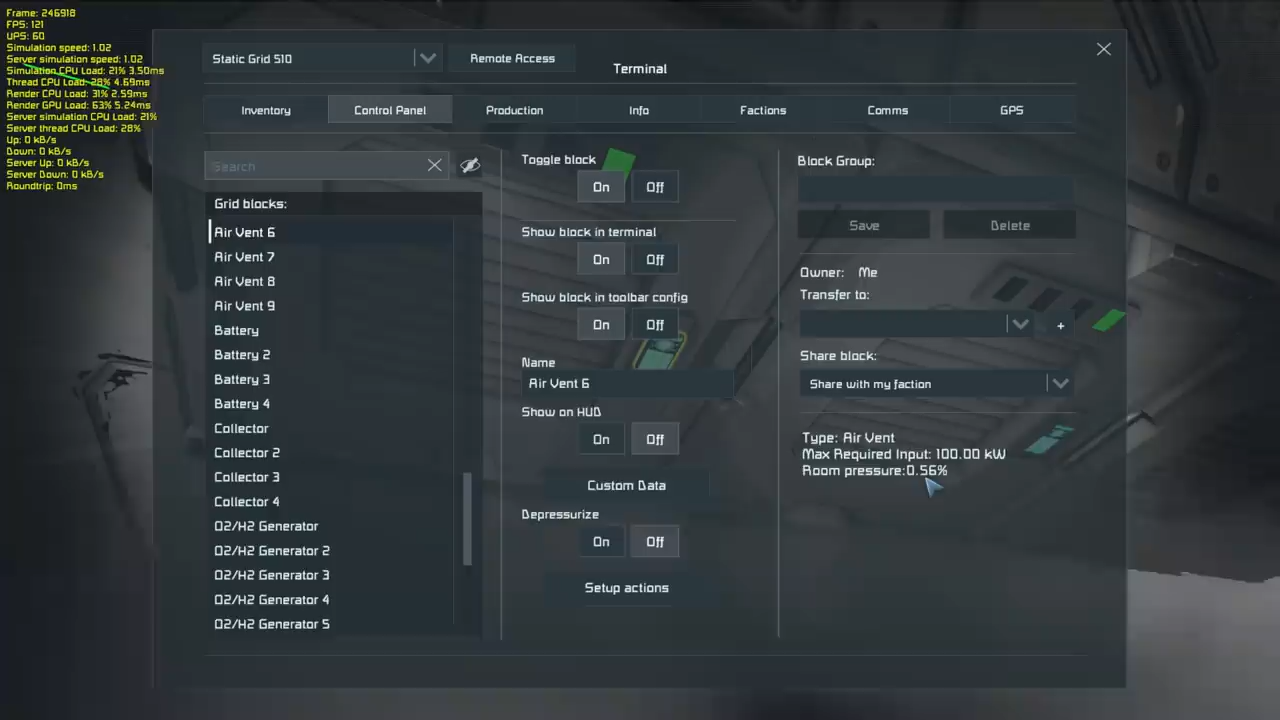 Frame: 246918
FPS: 121
UPS: 60
Simulation speed: 1.02
Server simulation speed: 1.02
Simulation CPU Load: 21% 3.50ms
Thread CPU Load: 28% 4.69ms
Render CPU Load: 31% 2.59ms
Render GPU Load: 63% 5.24ms
Server simulation CPU Load: 21%
Server thread CPU Load: 28%
Up: 0 kB/s
Down: 0 kB/s
Server Up: 0 kB/s
Server Down: 0 kB/s
Roundtrip: 0ms
Static Grid 510
Remote Access
Terminal
Inventory Control Panel Production Info Factions Comms GPS
Search
Grid blocks:
Air Vent 6
Air Vent 7
Air Vent 8
Air Vent 9
Battery
Battery 2
Battery 3
Battery 4
Collector
Collector 2
Collector 3
Collector 4
O2/H2 Generator
O2/H2 Generator 2
O2/H2 Generator 3
O2/H2 Generator 4
O2/H2 Generator 5
Toggle block
On Off
Show block in terminal
On Off
Show block in toolbar config
On Off
Name
Air Vent 6
Show on HUD
On Off
Custom Data
Depressurize
On Off
Setup actions
Block Group:
Save Delete
Owner: Me
Transfer to:
+
Share block:
Share with my faction
Type: Air Vent
Max Required Input: 100.00 kW
Room pressure:0.56%